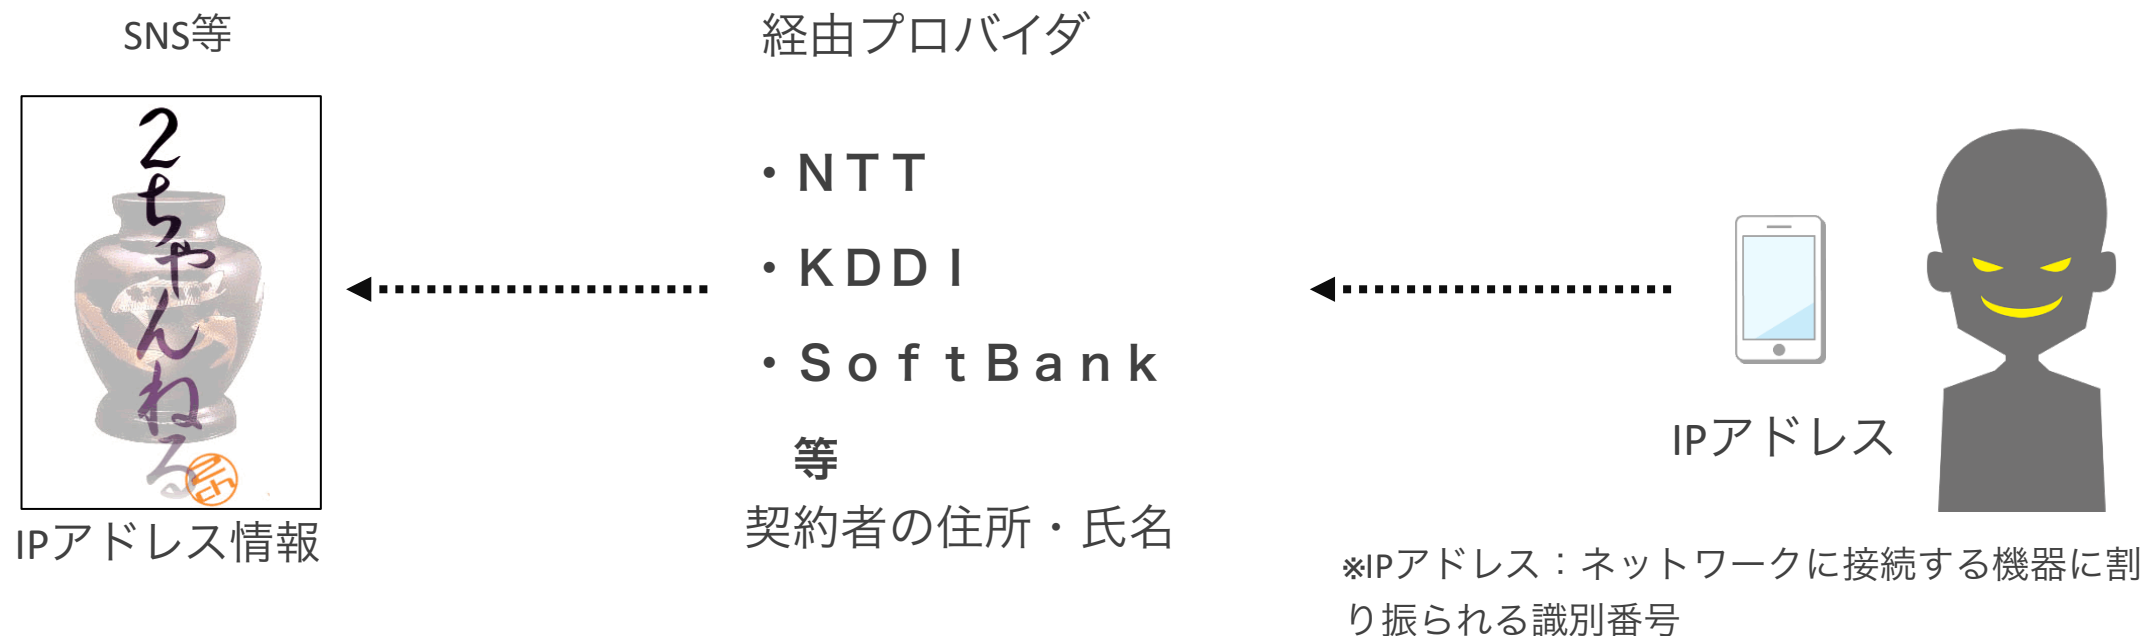 SNS等
2ちゃんねる
2ch
IPアドレス情報
経由プロバイダ
・ＮＴＴ
・ＫＤＤＩ
・ＳｏｆｔＢａｎｋ
等
契約者の住所・氏名
IPアドレス
※IPアドレス：ネットワークに接続する機器に割
り振られる識別番号